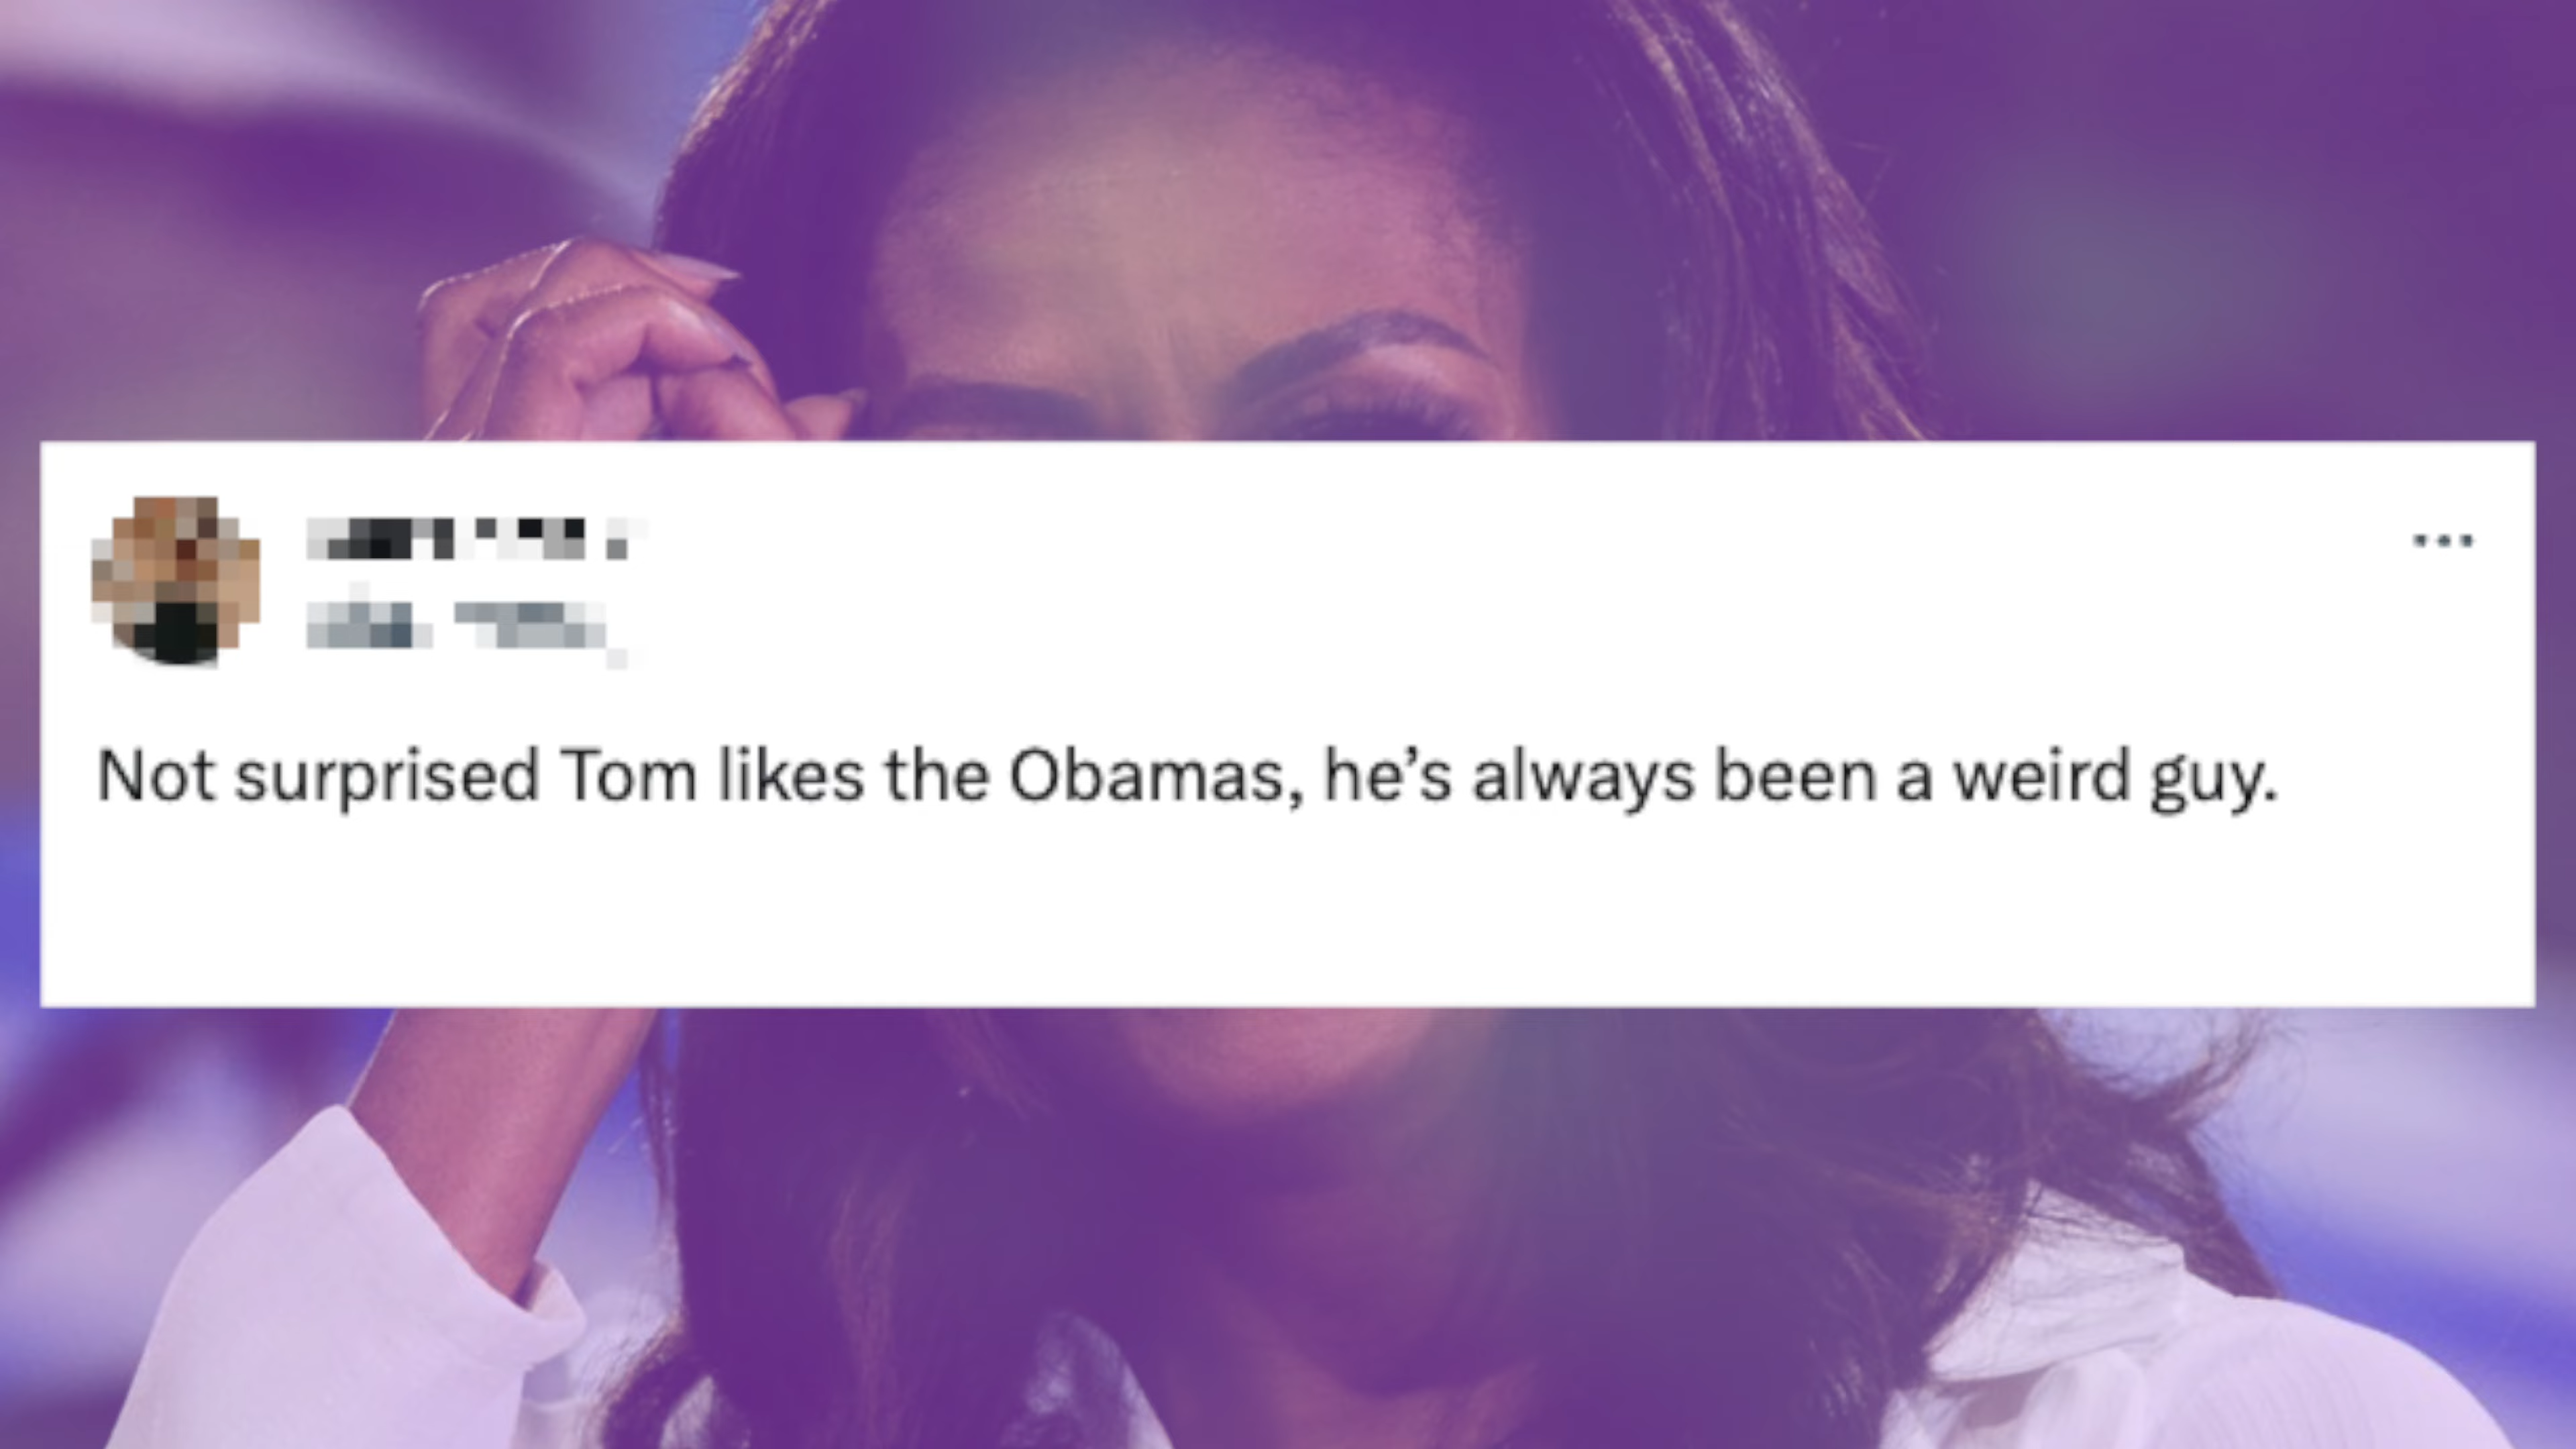 Not surprised Tom likes the Obamas, he’s always been a weird guy.